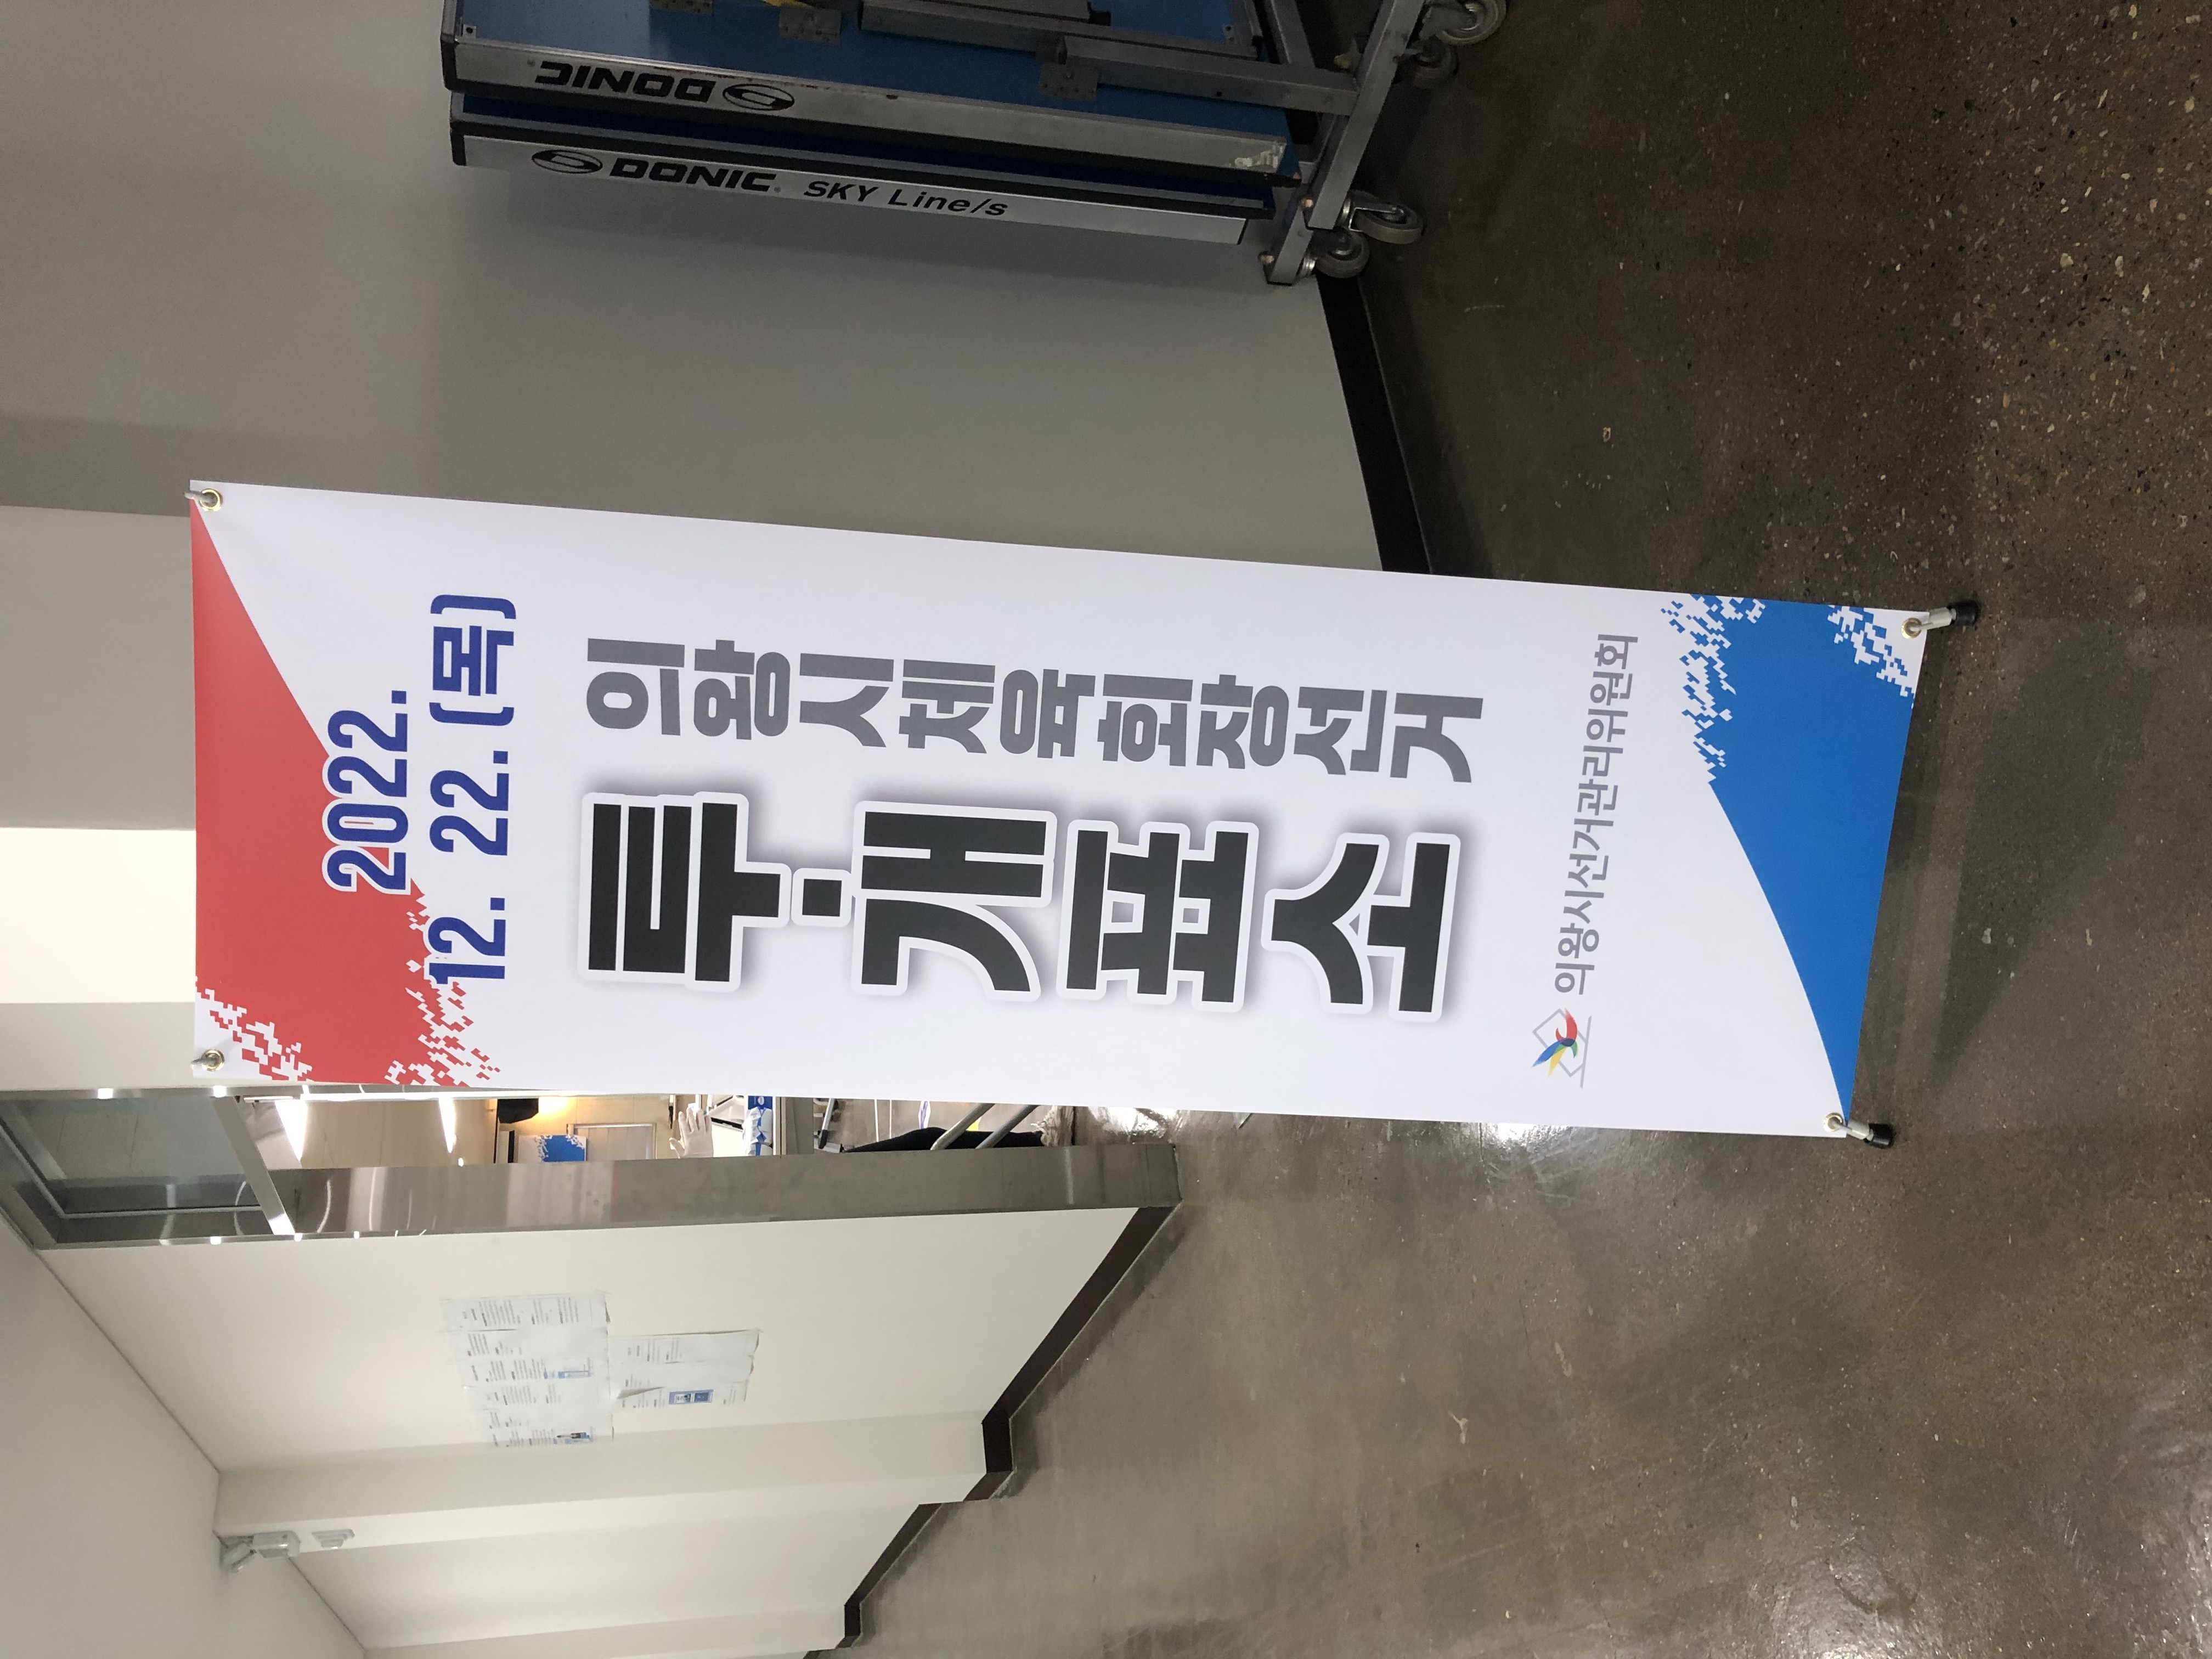 2022.
12. 22. (목)
의왕시체육회장선거
투·개표소
의왕시선거관리위원회
DONIC
DONIC SKY Line/s